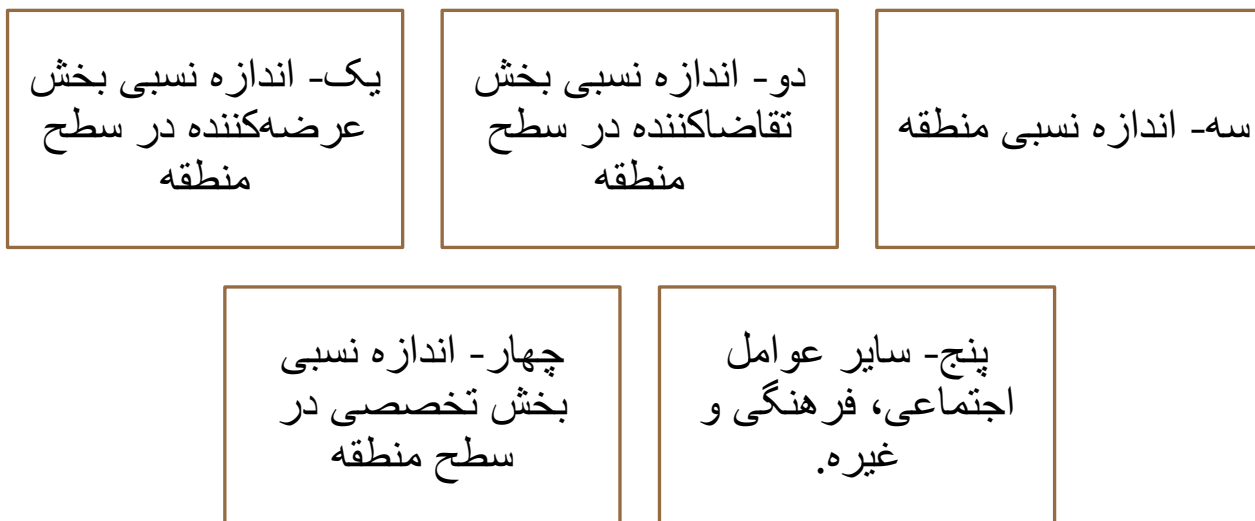 یک- اندازه نسبی بخش
عرضه‌کننده در سطح
منطقه
دو- اندازه نسبی بخش
تقاضاکننده در سطح
منطقه
سه- اندازه نسبی منطقه
چهار- اندازه نسبی
بخش تخصصی در
سطح منطقه
پنج- سایر عوامل
اجتماعی، فرهنگی و
غیره.